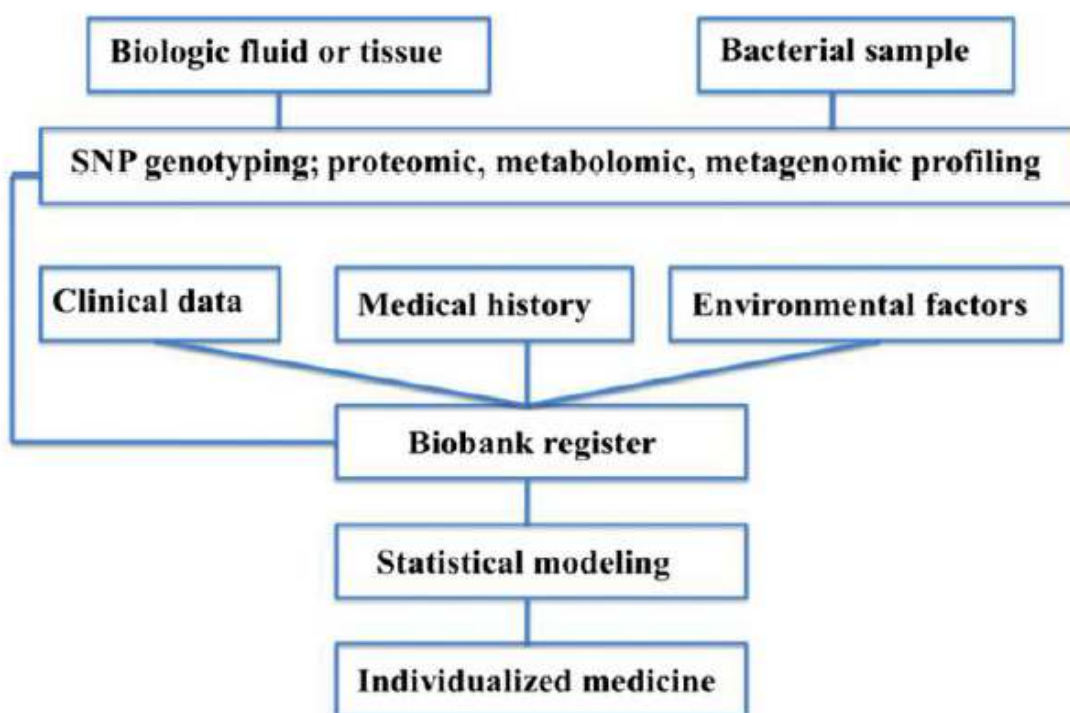 Biologic fluid or tissue
Bacterial sample
SNP genotyping; proteomic, metabolomic, metagenomic profiling
Clinical data
Medical history
Environmental factors
Biobank register
Statistical modeling
Individualized medicine